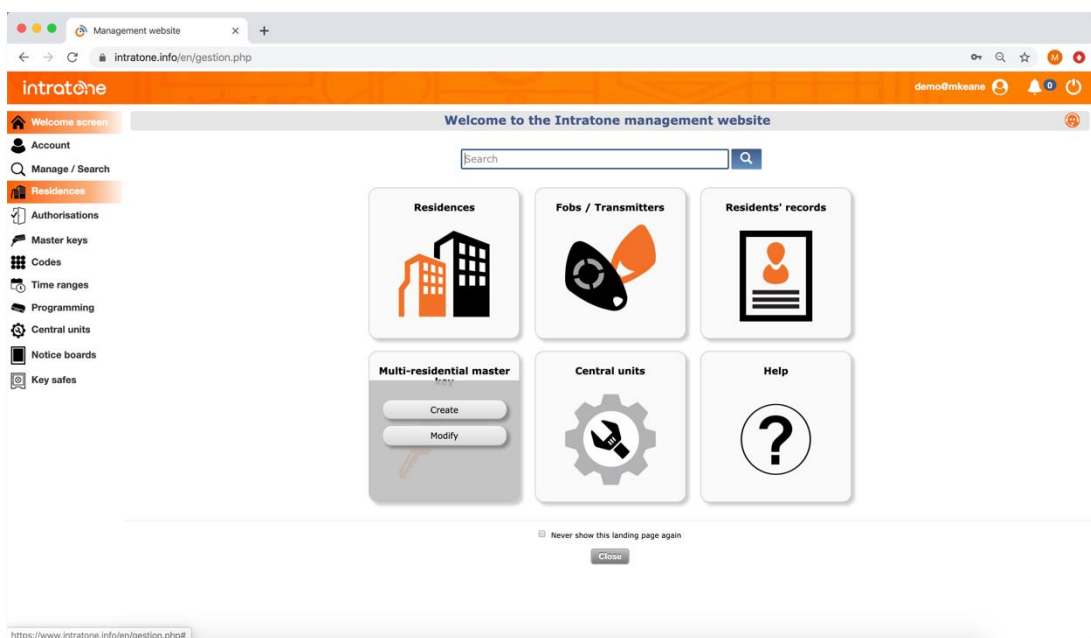 Management website
intratone.info/en/gestion.php
M
intratone
demo@mkeane
0
Welcome screen
Welcome to the Intratone management website
Account
Manage / Search
Residences
Authorisations
Master keys
Codes
Time ranges
Programming
Central units
Notice boards
Key safes
Search
Residences
Fobs / Transmitters
Residents' records
Multi-residential master
key
Create
Modify
Central units
Help
?
Never show this landing page again
Close
https://www.intratone.info/en/gestion.php#